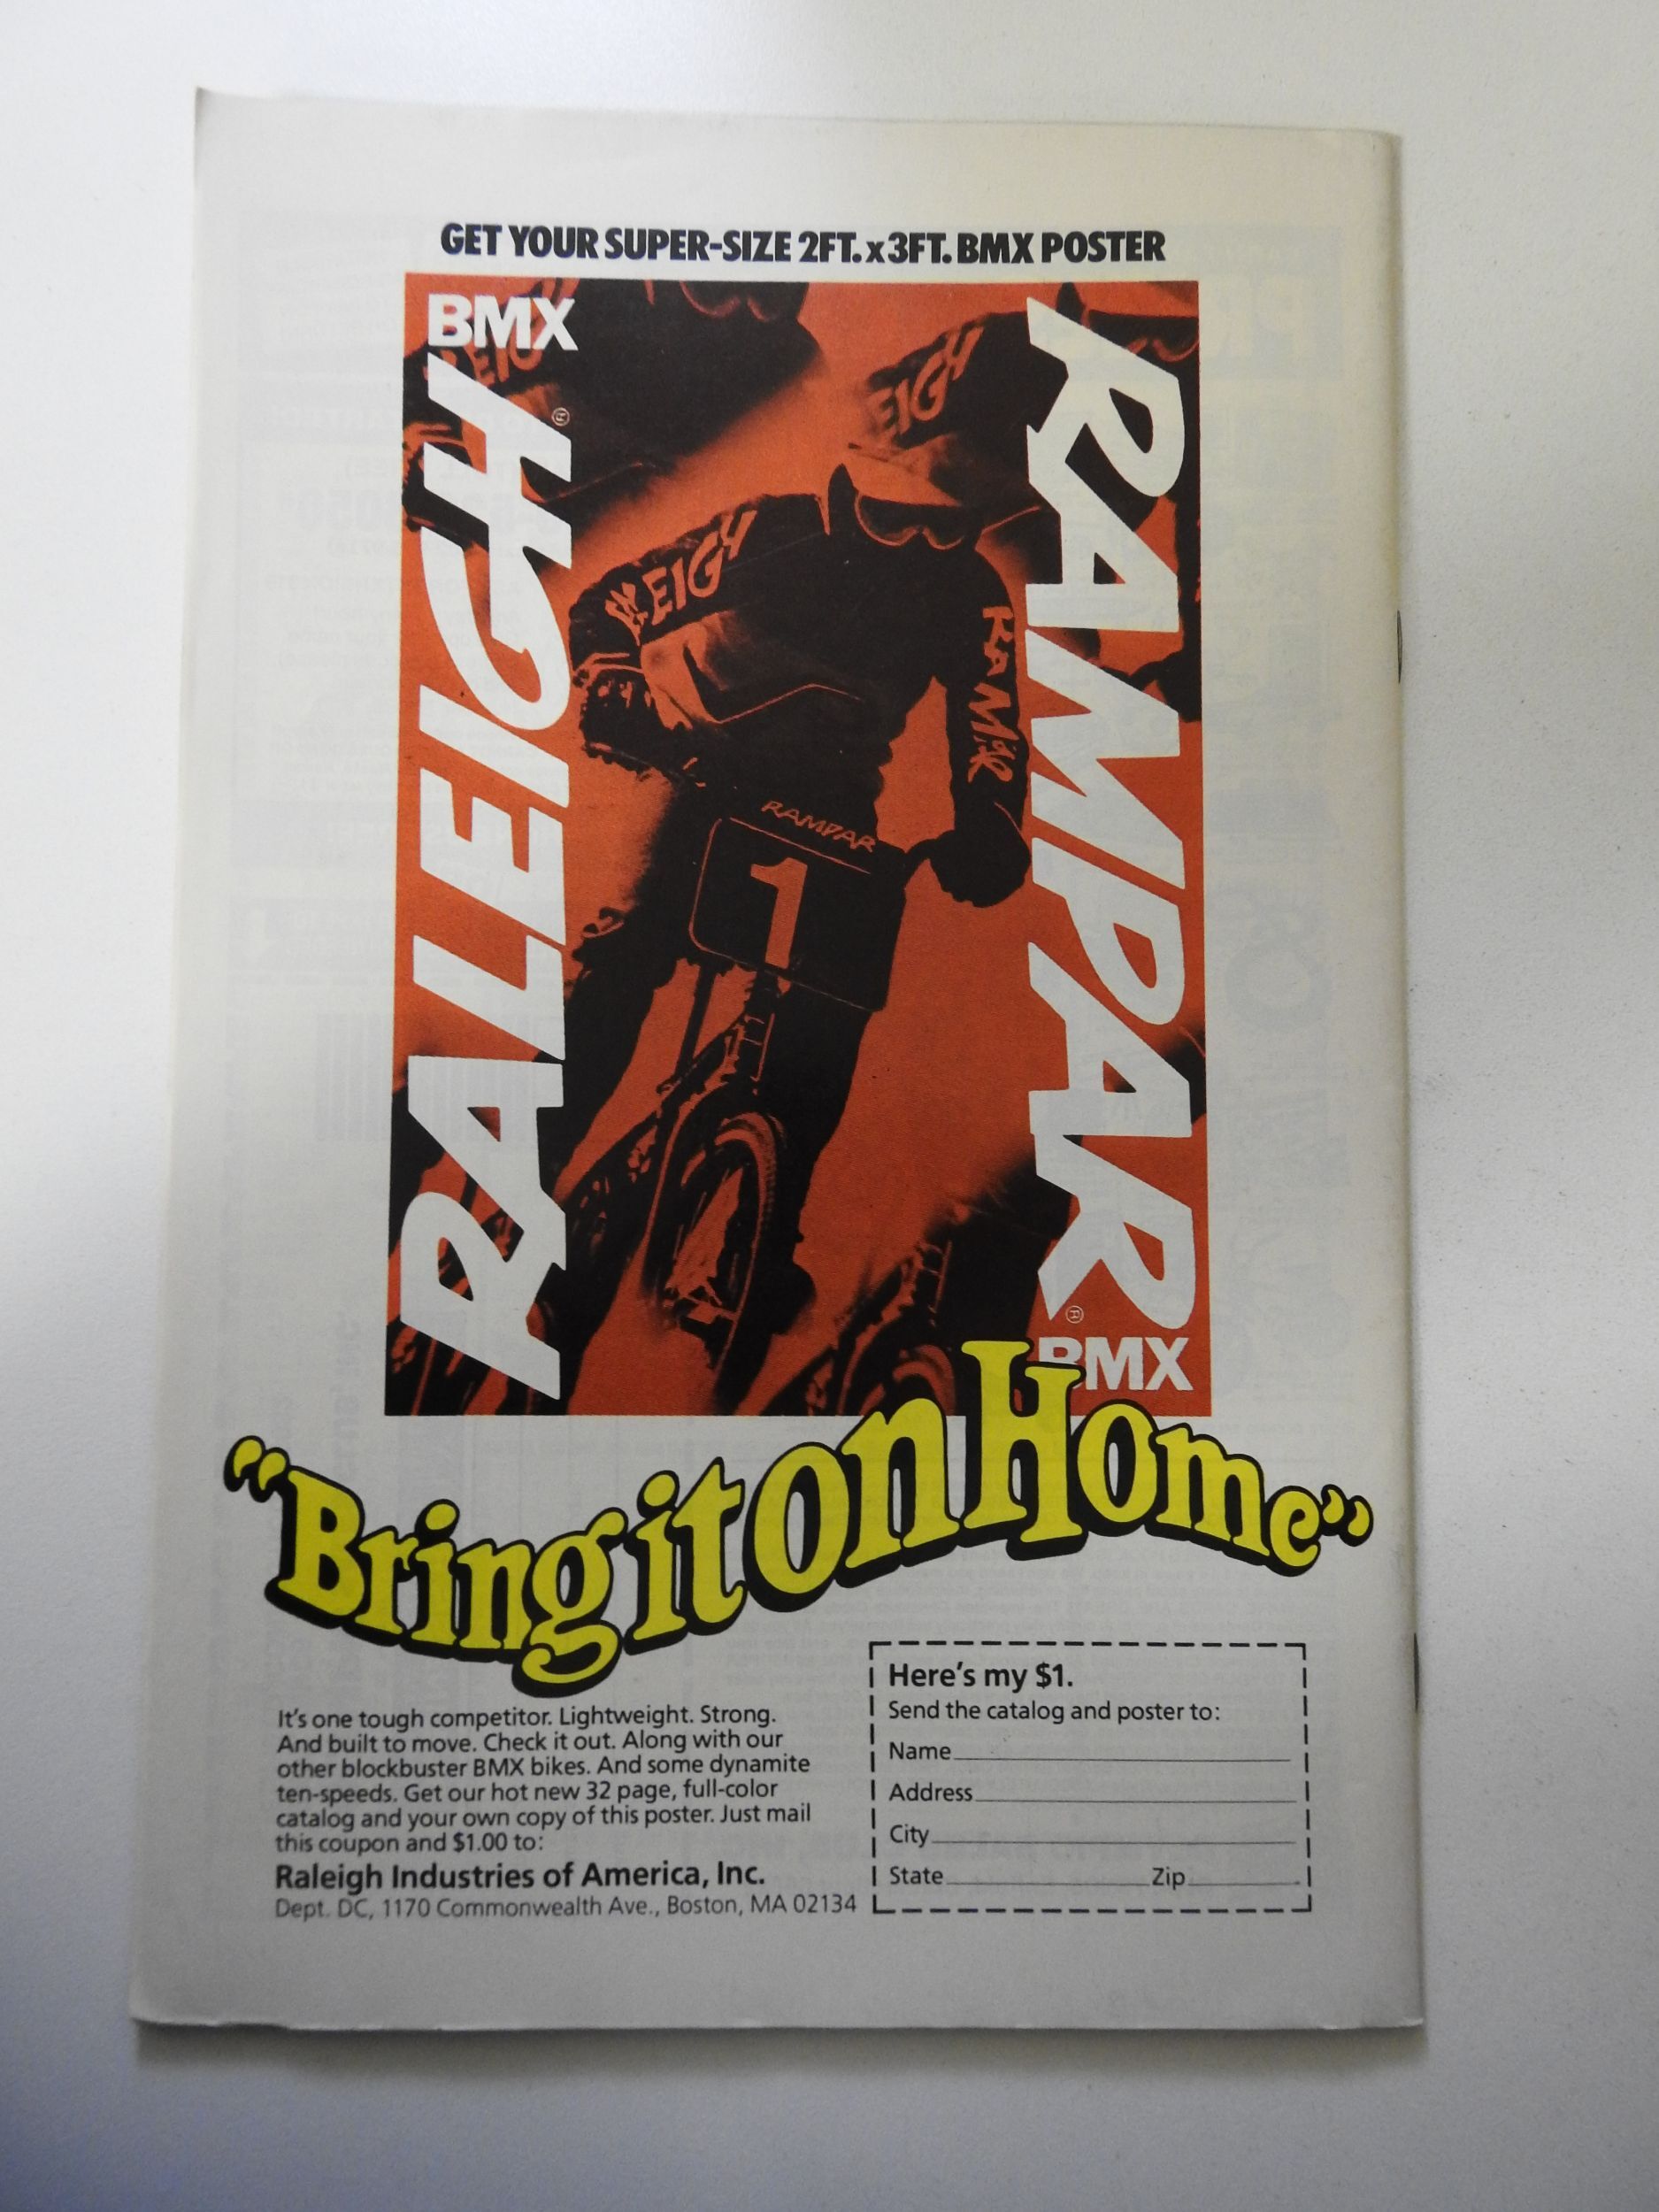 GET YOUR SUPER-SIZE 2FT. x 3FT. BMX POSTER
BMX
RALEIGH®
RAMPAR®
BMX
EIGH
LEIGH
RAMPAR
1
"Bring it on Home"
It's one tough competitor. Lightweight. Strong.
And built to move. Check it out. Along with our
other blockbuster BMX bikes. And some dynamite
ten-speeds. Get our hot new 32 page, full-color
catalog and your own copy of this poster. Just mail
this coupon and $1.00 to:
Raleigh Industries of America, Inc.
Dept. DC, 1170 Commonwealth Ave., Boston, MA 02134
Here's my $1.
Send the catalog and poster to:
Name
Address
City
State Zip